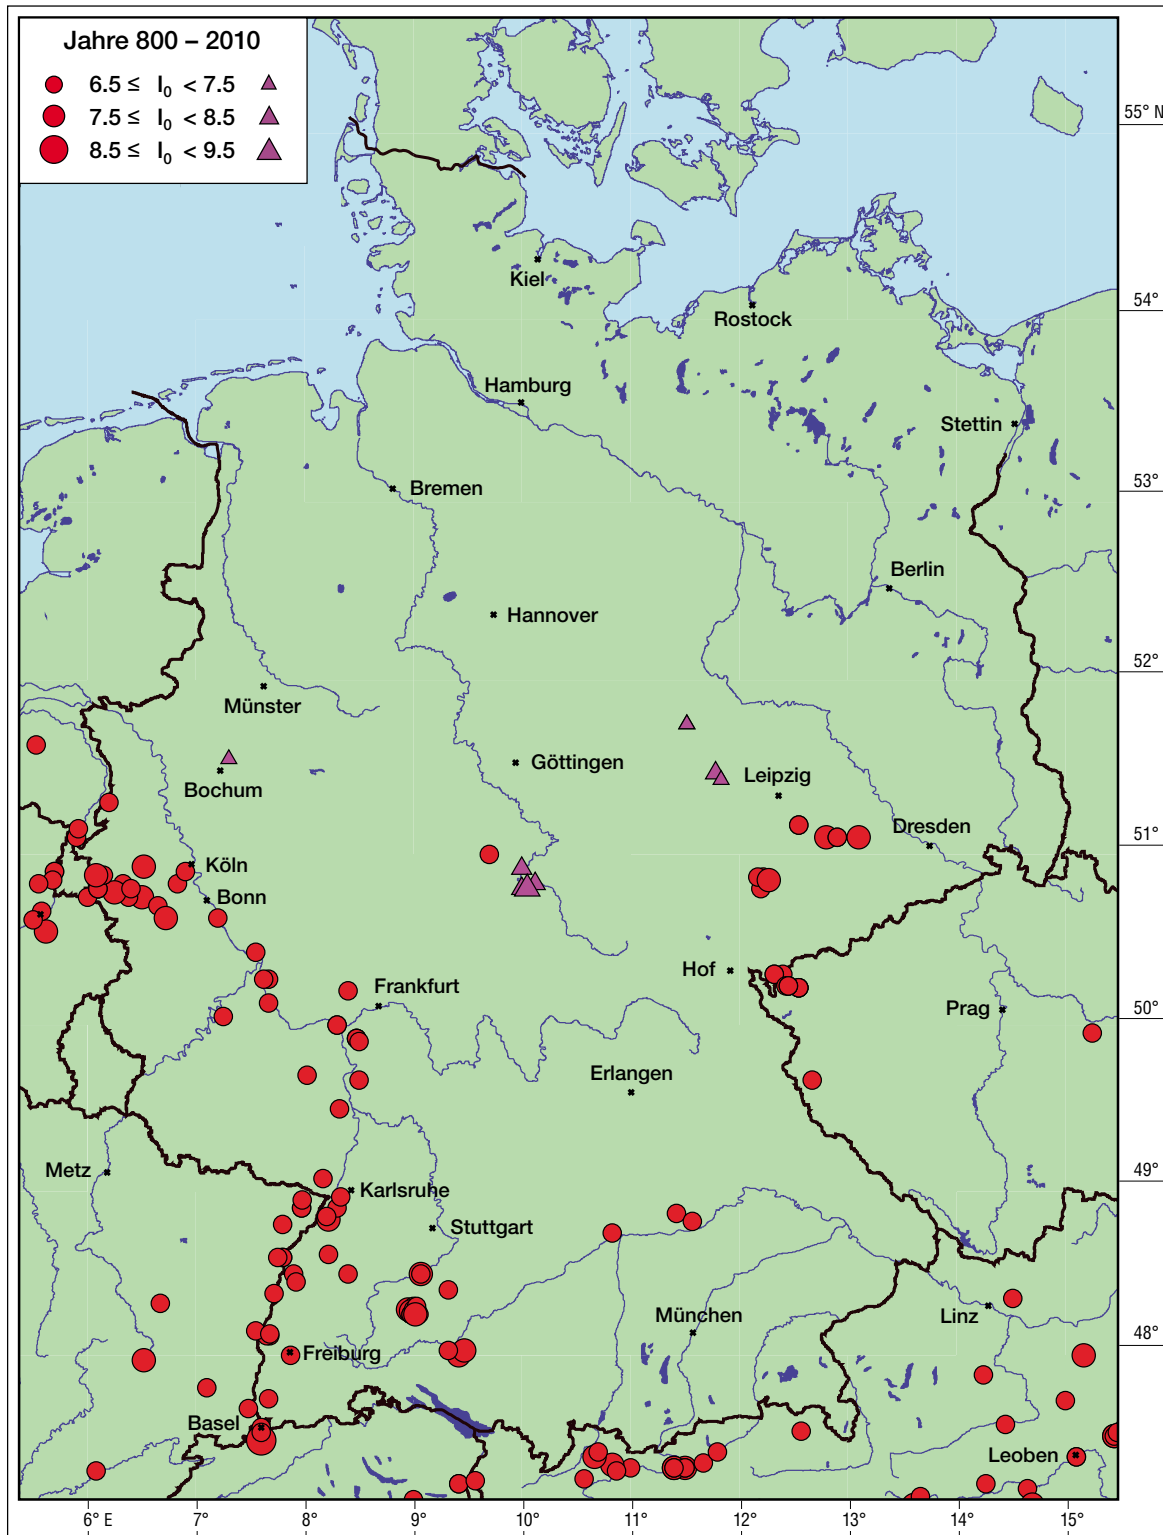 Jahre 800 – 2010
6.5 ≤ I₀ < 7.5
7.5 ≤ I₀ < 8.5
8.5 ≤ I₀ < 9.5
55° N
Kiel
54°
Rostock
Hamburg
Stettin
Bremen
53°
Berlin
Hannover
52°
Münster
Göttingen
Leipzig
Bochum
Dresden
51°
Köln
Bonn
Hof
Frankfurt
Prag
50°
Erlangen
Metz
49°
Karlsruhe
Stuttgart
München
Linz
48°
Freiburg
Basel
Leoben
6° E 7° 8° 9° 10° 11° 12° 13° 14° 15°